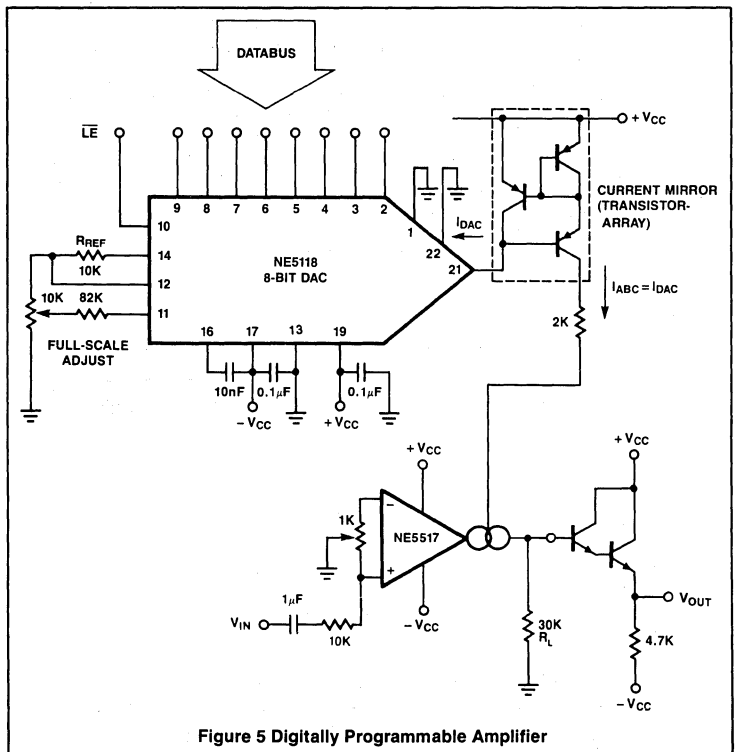 DATABUS
L̅E̅
+ VCC
9 8 7 6 5 4 3 2
CURRENT MIRROR
(TRANSISTOR-
ARRAY)
10
1
IDAC
22
RREF
14
NE5118
8-BIT DAC
21
10K
12
IABC = IDAC
10K
82K
11
2K
16 17 13 19
FULL-SCALE
ADJUST
10nF
0.1µF
0.1µF
− VCC
+ VCC
+ VCC
+ VCC
1K
−
NE5517
+
VOUT
1µF
VIN
10K
− VCC
30K
RL
4.7K
− VCC
Figure 5 Digitally Programmable Amplifier